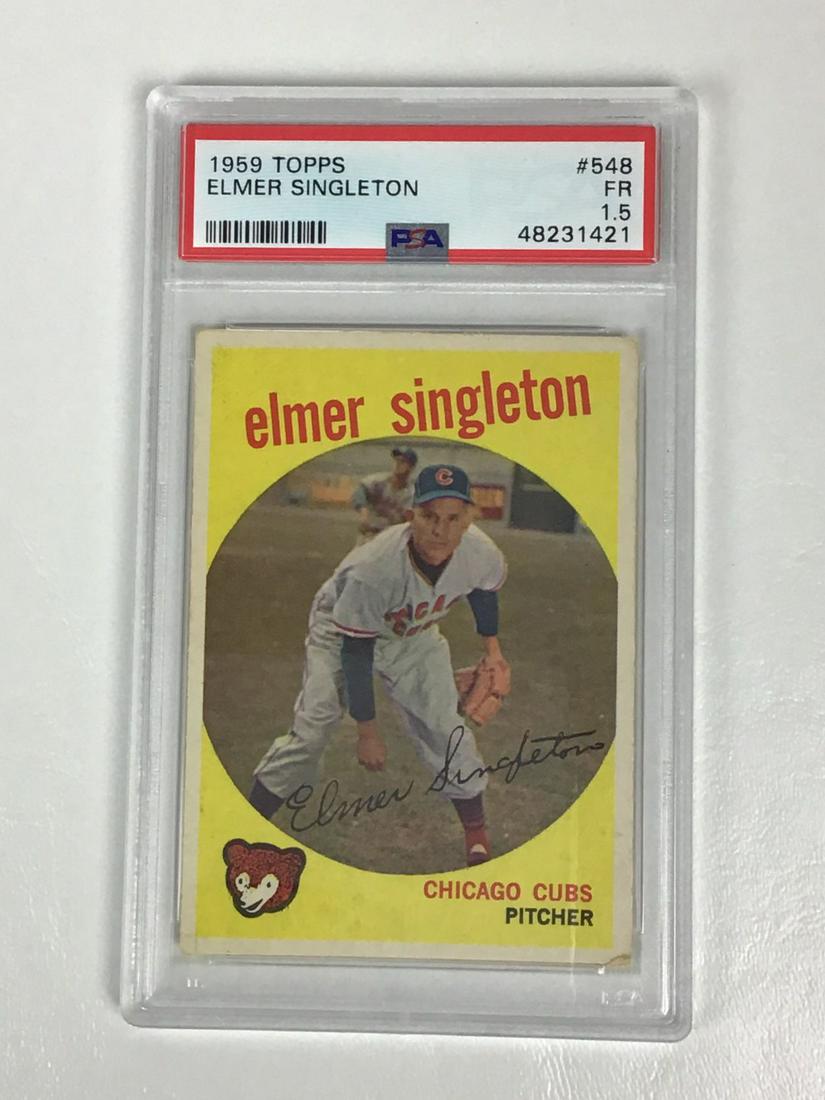 1959 TOPPS #548
ELMER SINGLETON FR
1.5
PSA 48231421
elmer singleton
C
Elmer Singleton
CHICAGO CUBS
PITCHER